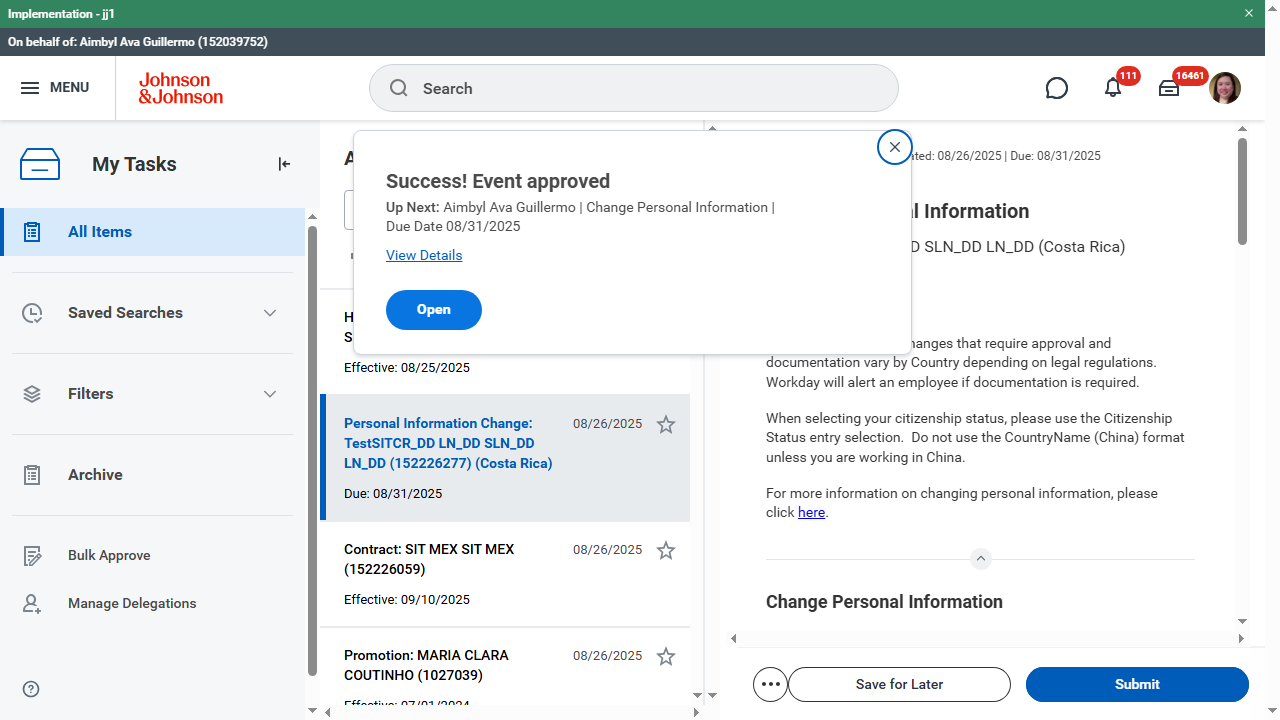 Implementation - jj1
On behalf of: Aimbyl Ava Guillermo (152039752)
MENU
Johnson
&Johnson
Search
111
16461
My Tasks
All Items
Saved Searches
Filters
Archive
Bulk Approve
Manage Delegations
Success! Event approved
Up Next: Aimbyl Ava Guillermo | Change Personal Information |
Due Date 08/31/2025
View Details
Open
Effective: 08/25/2025
Personal Information Change:
TestSITCR_DD LN_DD SLN_DD
LN_DD (152226277) (Costa Rica)
08/26/2025
Due: 08/31/2025
Contract: SIT MEX SIT MEX
(152226059)
08/26/2025
Effective: 09/10/2025
Promotion: MARIA CLARA
COUTINHO (1027039)
08/26/2025
Effective: 07/01/2024
08/26/2025 | Due: 08/31/2025
Information
SLN_DD LN_DD (Costa Rica)
that require approval and
documentation vary by Country depending on legal regulations.
Workday will alert an employee if documentation is required.
When selecting your citizenship status, please use the Citizenship
Status entry selection. Do not use the CountryName (China) format
unless you are working in China.
For more information on changing personal information, please
click here.
Change Personal Information
Save for Later
Submit